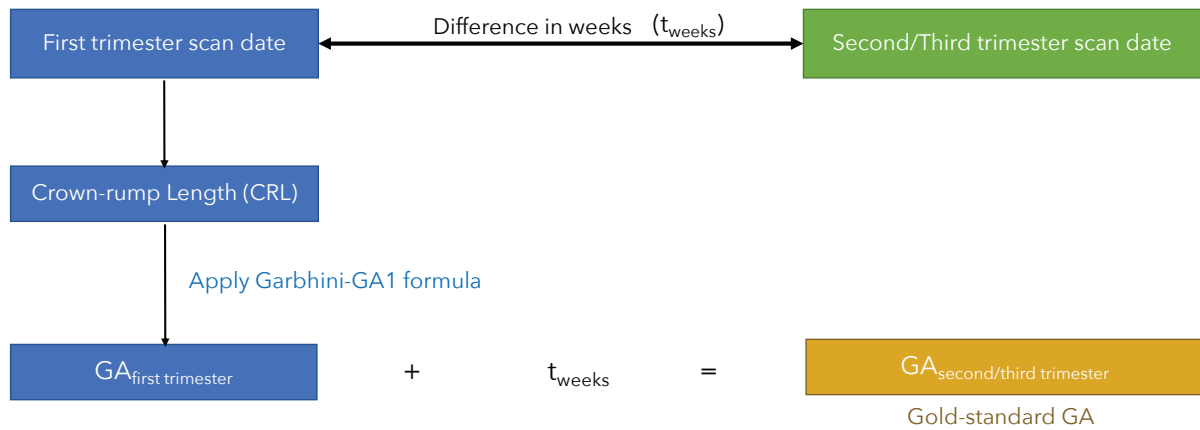 First trimester scan date
Difference in weeks (tweeks)
Second/Third trimester scan date
Crown-rump Length (CRL)
Apply Garbhini-GA1 formula
GAfirst trimester + tweeks = GAsecond/third trimester
Gold-standard GA